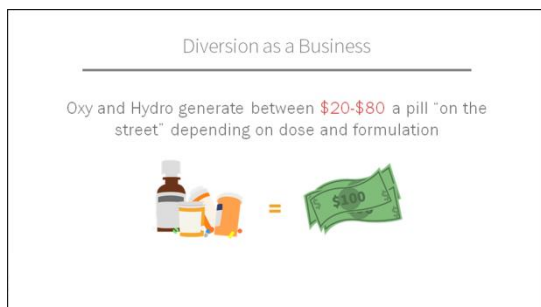 Diversion as a Business
Oxy and Hydro generate between $20-$80 a pill “on the
street” depending on dose and formulation
=
$100